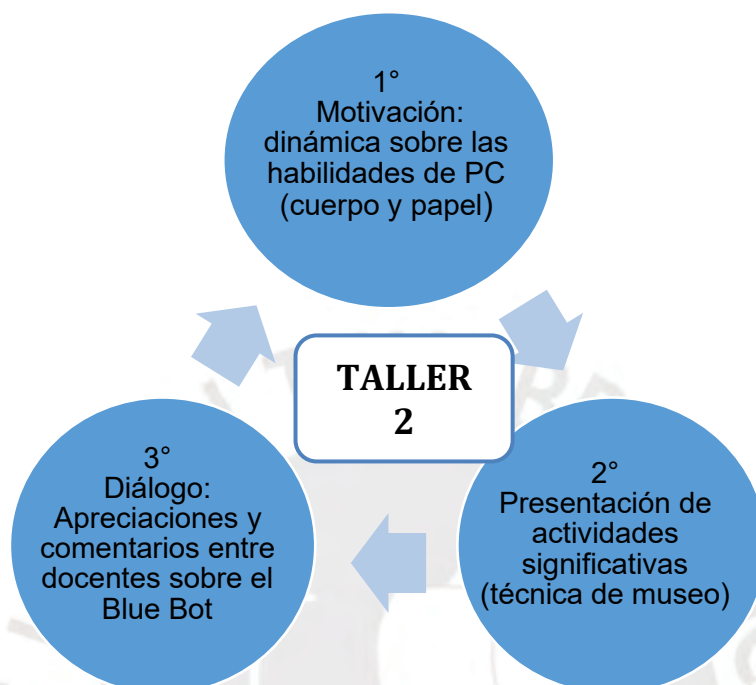 1°
Motivación:
dinámica sobre las
habilidades de PC
(cuerpo y papel)
TALLER
2
2°
Presentación de
actividades
significativas
(técnica de museo)
3°
Diálogo:
Apreciaciones y
comentarios entre
docentes sobre el
Blue Bot